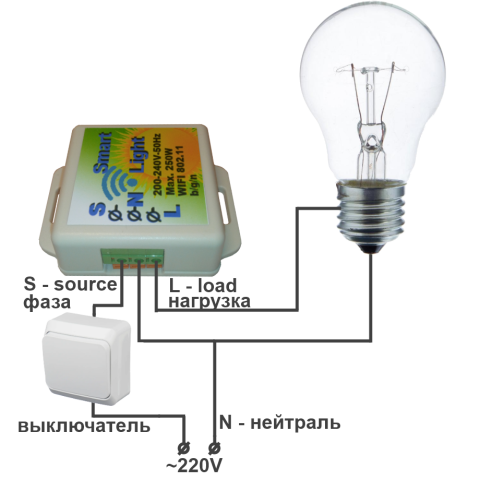 Smart
Light
200-240V-50Hz
Max. 250W
WIFI 802.11
b/g/n
S
N
L
S - source
фаза
L - load
нагрузка
выключатель
N - нейтраль
~220V